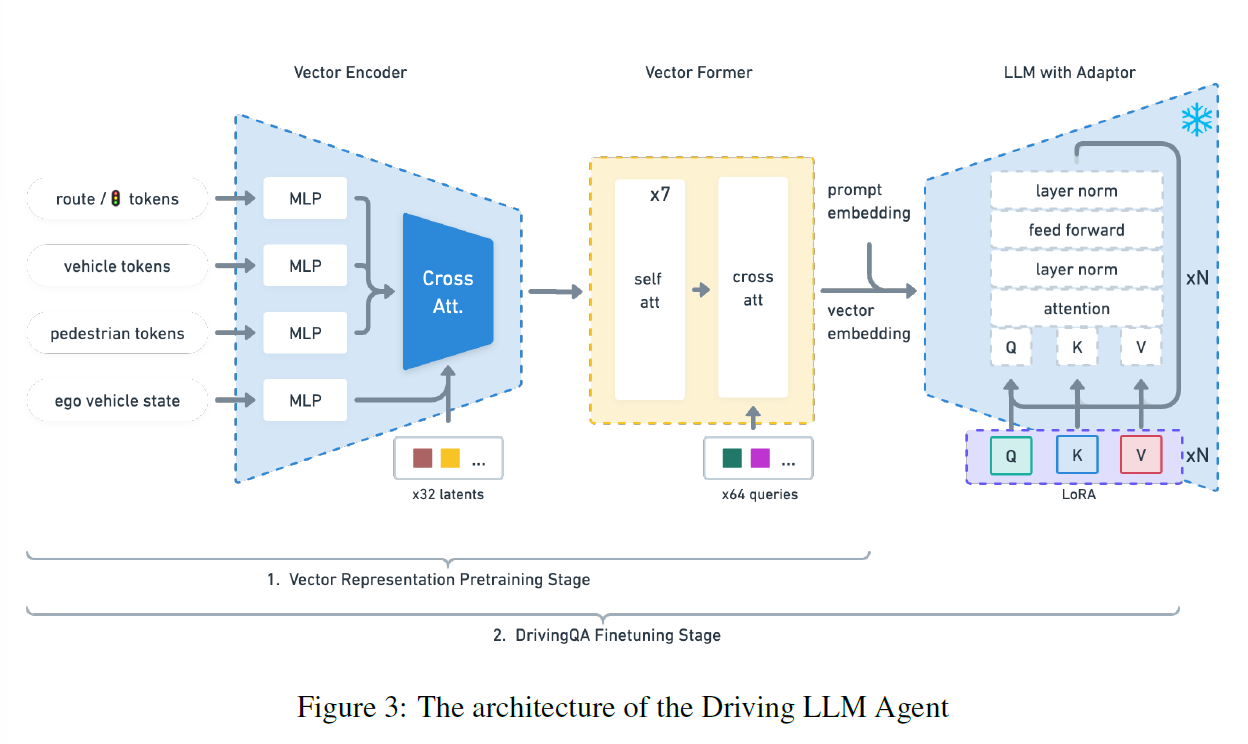 Vector Encoder
Vector Former
LLM with Adaptor
route / tokens
vehicle tokens
pedestrian tokens
ego vehicle state
MLP
MLP
MLP
MLP
Cross
Att.
...
x32 latents
x7
self
att
cross
att
...
x64 queries
prompt
embedding
vector
embedding
layer norm
feed forward
layer norm
attention
Q K V
xN
Q K V
xN
LoRA
1. Vector Representation Pretraining Stage
2. DrivingQA Finetuning Stage
Figure 3: The architecture of the Driving LLM Agent